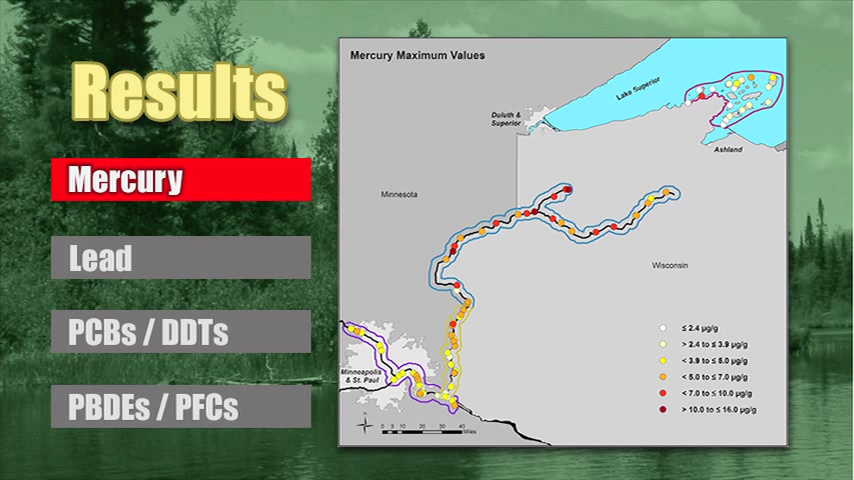 Results
Mercury
Lead
PCBs / DDTs
PBDEs / PFCs
Mercury Maximum Values
Lake Superior
Duluth &
Superior
Ashland
Minnesota
Wisconsin
Minneapolis
& St. Paul
≤ 2.4 µg/g
> 2.4 to ≤ 3.9 µg/g
< 3.9 to ≤ 5.0 µg/g
< 5.0 to ≤ 7.0 µg/g
< 7.0 to ≤ 10.0 µg/g
> 10.0 to ≤ 16.0 µg/g
0 5 10 20 30 40
Miles